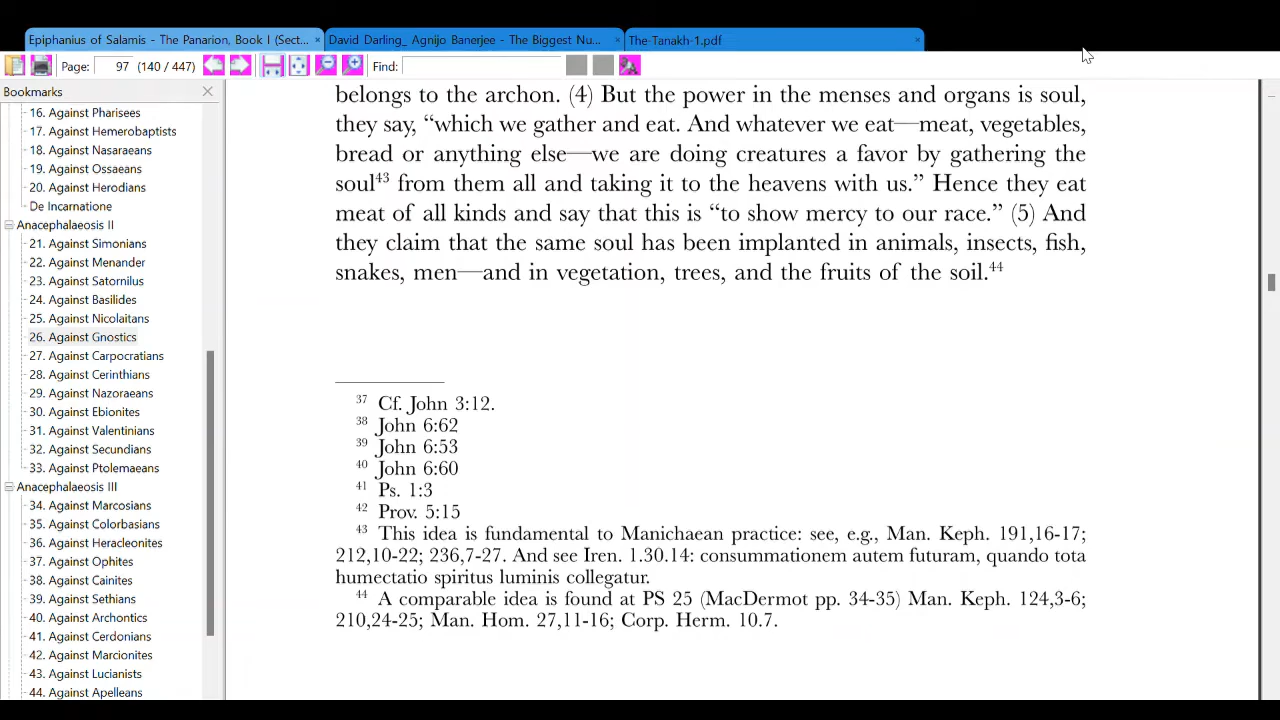 Epiphanius of Salamis - The Panarion, Book I (Sect... ×
David Darling_ Agnijo Banerjee - The Biggest Nu... ×
The-Tanakh-1.pdf ×
Page: 97 (140 / 447)
Find:
Bookmarks
16. Against Pharisees
17. Against Hemerobaptists
18. Against Nasaraeans
19. Against Ossaeans
20. Against Herodians
De Incarnatione
Anacephalaeosis II
21. Against Simonians
22. Against Menander
23. Against Satornilus
24. Against Basilides
25. Against Nicolaitans
26. Against Gnostics
27. Against Carpocratians
28. Against Cerinthians
29. Against Nazoraeans
30. Against Ebionites
31. Against Valentinians
32. Against Secundians
33. Against Ptolemaeans
Anacephalaeosis III
34. Against Marcosians
35. Against Colorbasians
36. Against Heracleonites
37. Against Ophites
38. Against Cainites
39. Against Sethians
40. Against Archontics
41. Against Cerdonians
42. Against Marcionites
43. Against Lucianists
44. Against Apelleans
belongs to the archon. (4) But the power in the menses and organs is soul,
they say, “which we gather and eat. And whatever we eat—meat, vegetables,
bread or anything else—we are doing creatures a favor by gathering the
soul43 from them all and taking it to the heavens with us.” Hence they eat
meat of all kinds and say that this is “to show mercy to our race.” (5) And
they claim that the same soul has been implanted in animals, insects, fish,
snakes, men—and in vegetation, trees, and the fruits of the soil.44
37 Cf. John 3:12.
38 John 6:62
39 John 6:53
40 John 6:60
41 Ps. 1:3
42 Prov. 5:15
43 This idea is fundamental to Manichaean practice: see, e.g., Man. Keph. 191,16-17;
212,10-22; 236,7-27. And see Iren. 1.30.14: consummationem autem futuram, quando tota
humectatio spiritus luminis collegatur.
44 A comparable idea is found at PS 25 (MacDermot pp. 34-35) Man. Keph. 124,3-6;
210,24-25; Man. Hom. 27,11-16; Corp. Herm. 10.7.